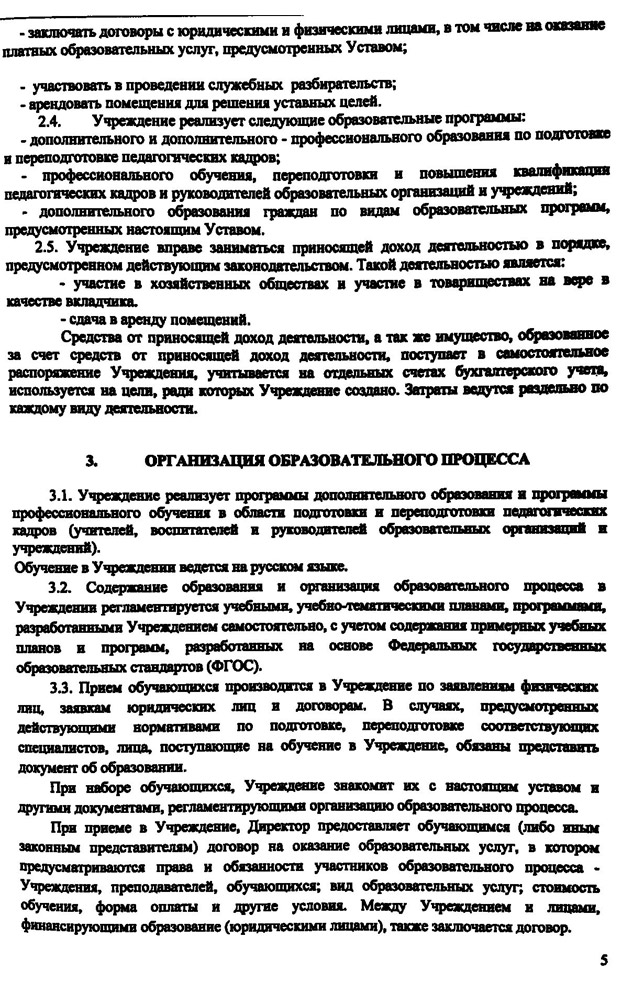 - заключать договоры с юридическими и физическими лицами, в том числе на оказание
платных образовательных услуг, предусмотренных Уставом;
- участвовать в проведении служебных разбирательств;
- арендовать помещения для решения уставных целей.
2.4. Учреждение реализует следующие образовательные программы:
- дополнительного и дополнительного - профессионального образования по подготовке
и переподготовке педагогических кадров;
- профессионального обучения, переподготовки и повышения квалификации
педагогических кадров и руководителей образовательных организаций и учреждений;
- дополнительного образования граждан по видам образовательных программ,
предусмотренных настоящим Уставом.
2.5. Учреждение вправе заниматься приносящей доход деятельностью в порядке,
предусмотренном действующим законодательством. Такой деятельностью является:
- участие в хозяйственных обществах и участие в товариществах на вере в
качестве вкладчика.
- сдача в аренду помещений.
Средства от приносящей доход деятельности, а так же имущество, образованное
за счет средств от приносящей доход деятельности, поступает в самостоятельное
распоряжение Учреждения, учитывается на отдельных счетах бухгалтерского учета,
используется на цели, ради которых Учреждение создано. Затраты ведутся раздельно по
каждому виду деятельности.
3. ОРГАНИЗАЦИЯ ОБРАЗОВАТЕЛЬНОГО ПРОЦЕССА
3.1. Учреждение реализует программы дополнительного образования и программы
профессионального обучения в области подготовки и переподготовки педагогических
кадров (учителей, воспитателей и руководителей образовательных организаций и
учреждений).
Обучение в Учреждении ведется на русском языке.
3.2. Содержание образования и организация образовательного процесса в
Учреждении регламентируется учебными, учебно-тематическими планами, программами,
разработанными Учреждением самостоятельно, с учетом содержания примерных учебных
планов и программ, разработанных на основе Федеральных государственных
образовательных стандартов (ФГОС).
3.3. Прием обучающихся производится в Учреждение по заявлениям физических
лиц, заявкам юридических лиц и договорам. В случаях, предусмотренных
действующими нормативами по подготовке, переподготовке соответствующих
специалистов, лица, поступающие на обучение в Учреждение, обязаны представить
документ об образовании.
При наборе обучающихся, Учреждение знакомит их с настоящим уставом и
другими документами, регламентирующими организацию образовательного процесса.
При приеме в Учреждение, Директор предоставляет обучающимся (либо иным
законным представителям) договор на оказание образовательных услуг, в котором
предусматриваются права и обязанности участников образовательного процесса -
Учреждения, преподавателей, обучающихся; вид образовательных услуг; стоимость
обучения, форма оплаты и другие условия. Между Учреждением и лицами,
финансирующими образование (юридическими лицами), также заключается договор.
5